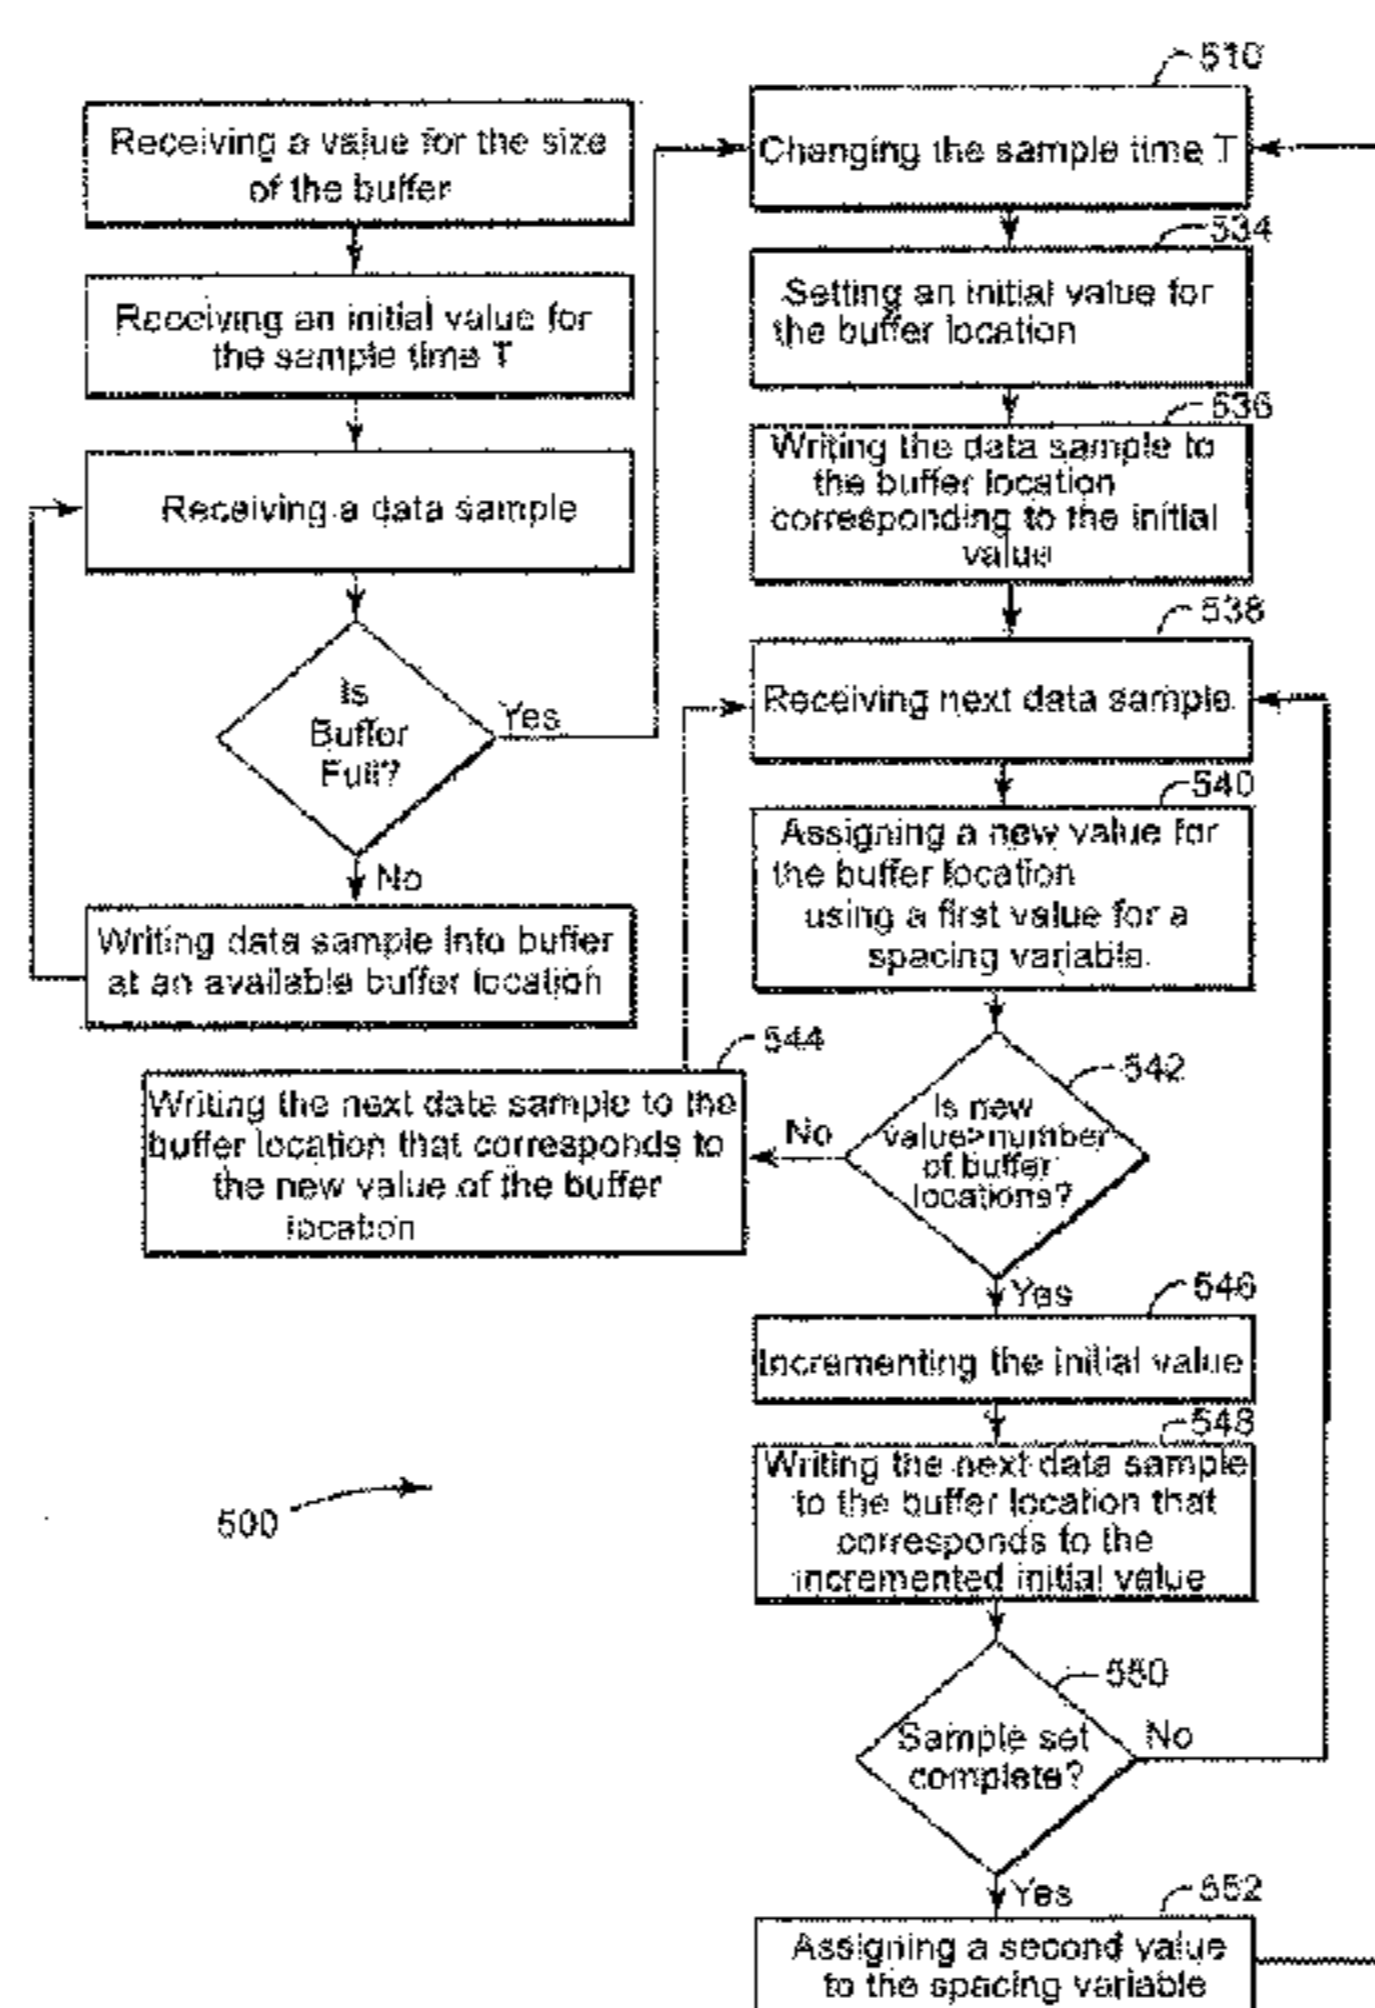 Receiving a value for the size
of the buffer
Receiving an initial value for
the sample time T
Receiving a data sample
Is
Buffer
Full?
Yes
No
Writing data sample into buffer
at an available buffer location
510
Changing the sample time T
534
Setting an initial value for
the buffer location
536
Writing the data sample to
the buffer location
corresponding to the initial
value
538
Receiving next data sample
540
Assigning a new value for
the buffer location
using a first value for a
spacing variable.
542
Is new
value>number
of buffer
locations?
No
544
Writing the next data sample to the
buffer location that corresponds to
the new value of the buffer
location
Yes
546
Incrementing the initial value
548
Writing the next data sample
to the buffer location that
corresponds to the
incremented initial value
550
Sample set
complete?
No
Yes
552
Assigning a second value
to the spacing variable
500